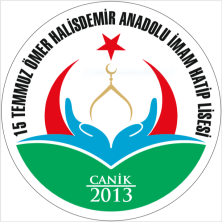 15 TEMMUZ ÖMER HALİSDEMİR ANADOLU İMAM HATİP LİSESİ
CANİK
2013